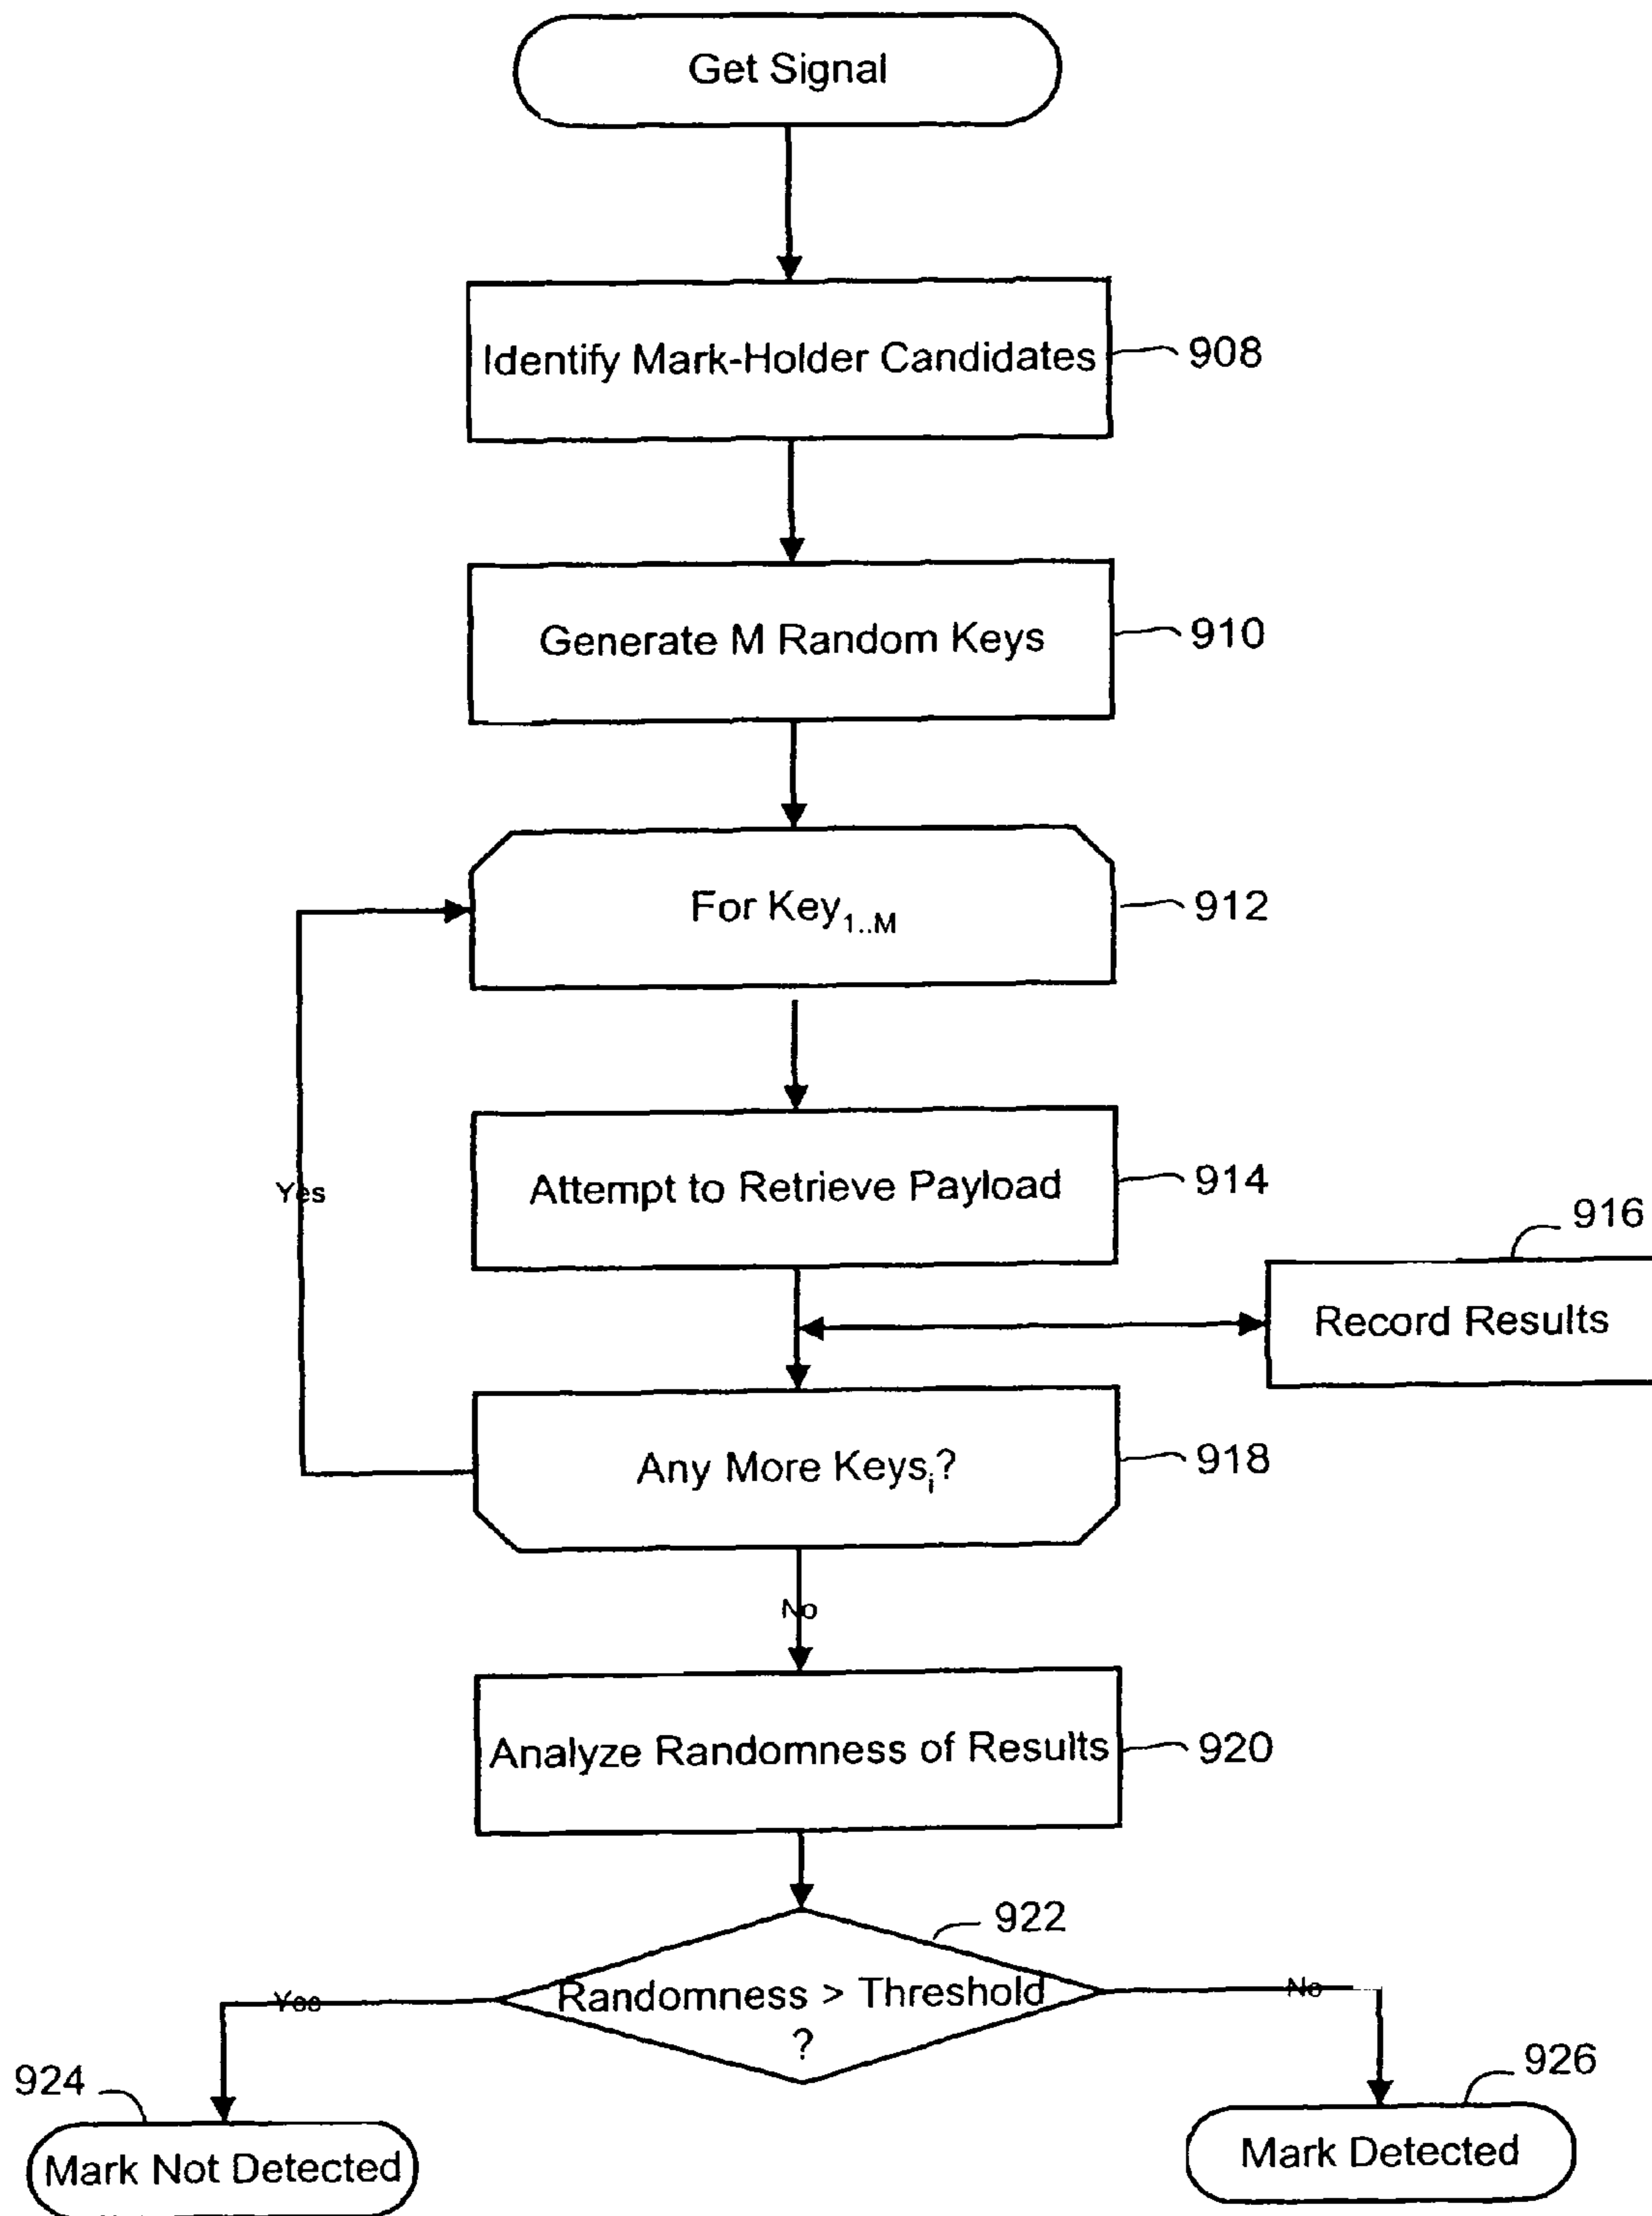 Get Signal
Identify Mark-Holder Candidates
908
Generate M Random Keys
910
For Key1..M
912
Attempt to Retrieve Payload
914
Yes
916
Record Results
Any More Keysi?
918
No
Analyze Randomness of Results
920
922
Randomness > Threshold
?
Yes
No
924
926
Mark Not Detected
Mark Detected